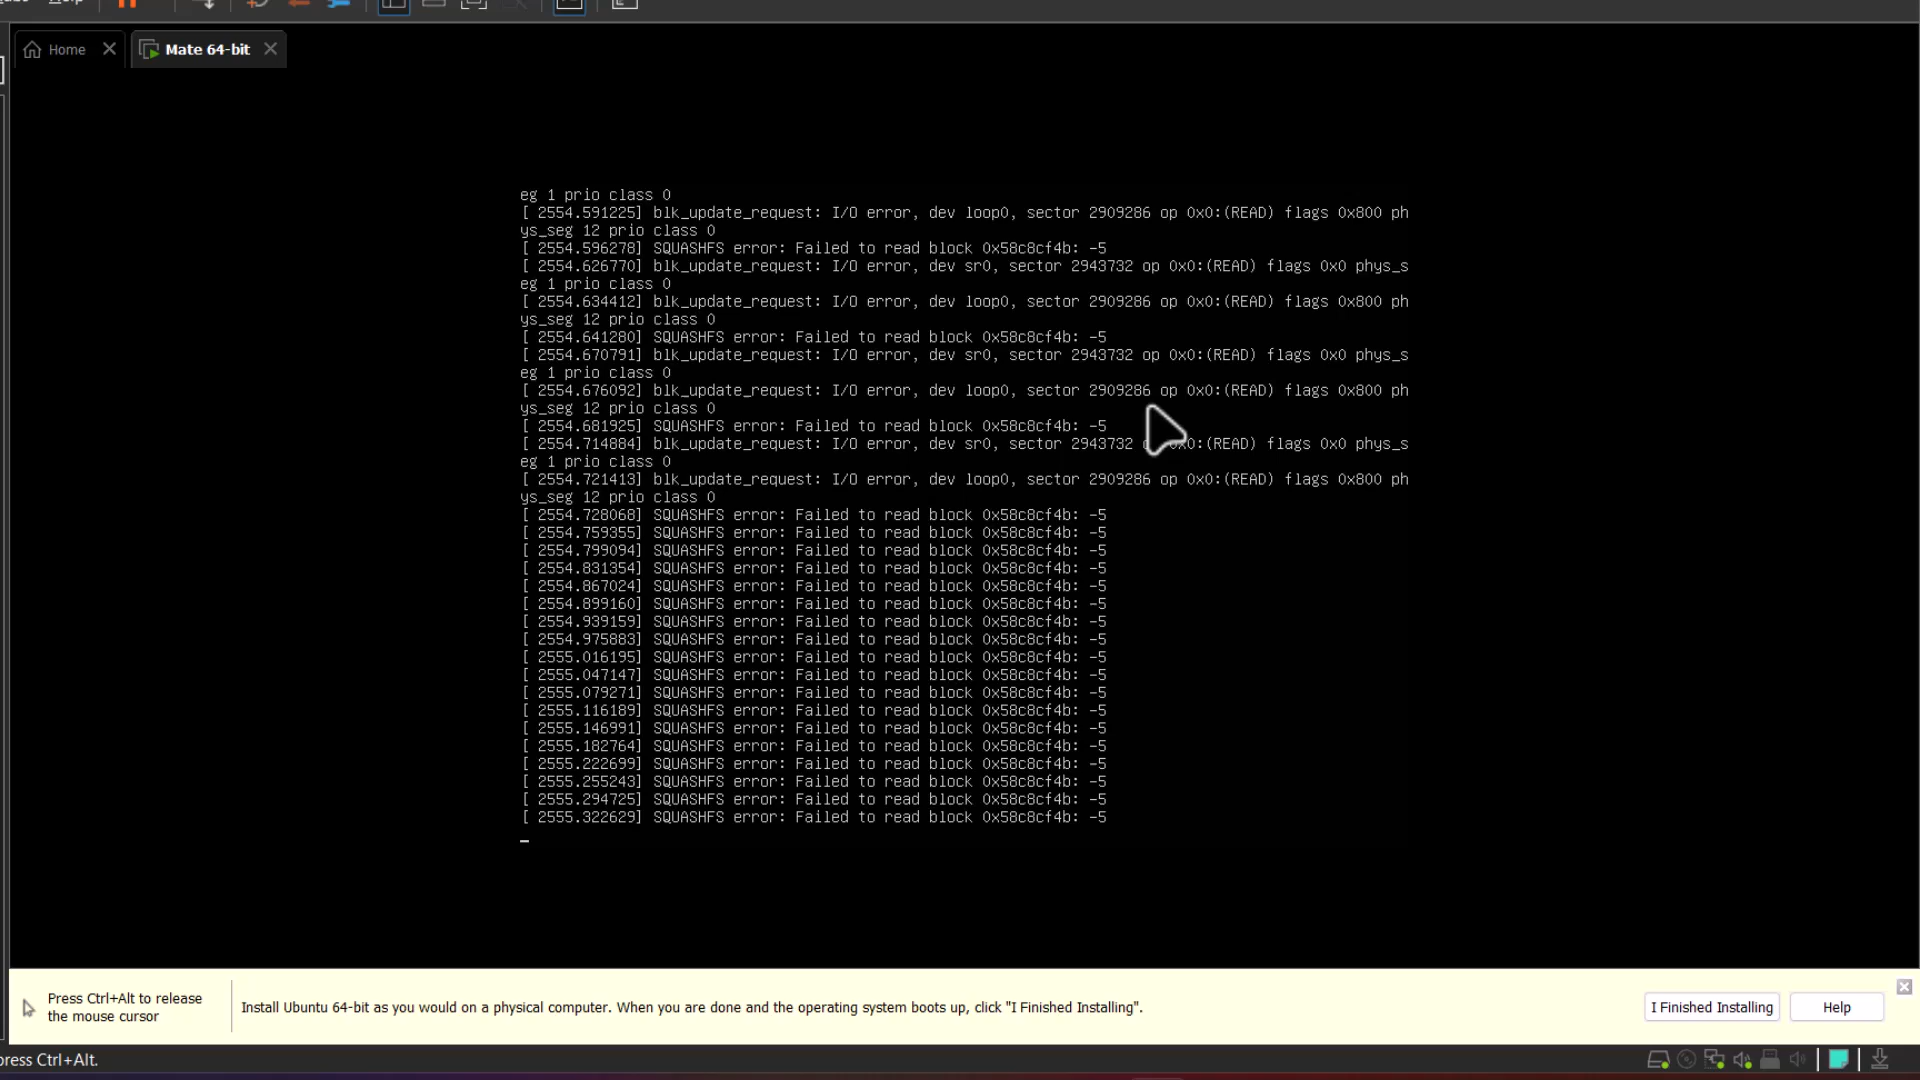 Home
Mate 64-bit
eg 1 prio class 0
[ 2554.591225] blk_update_request: I/O error, dev loop0, sector 2909286 op 0x0:(READ) flags 0x800 ph
ys_seg 12 prio class 0
[ 2554.596278] SQUASHFS error: Failed to read block 0x58c8cf4b: -5
[ 2554.626770] blk_update_request: I/O error, dev sr0, sector 2943732 op 0x0:(READ) flags 0x0 phys_s
eg 1 prio class 0
[ 2554.634412] blk_update_request: I/O error, dev loop0, sector 2909286 op 0x0:(READ) flags 0x800 ph
ys_seg 12 prio class 0
[ 2554.641280] SQUASHFS error: Failed to read block 0x58c8cf4b: -5
[ 2554.670791] blk_update_request: I/O error, dev sr0, sector 2943732 op 0x0:(READ) flags 0x0 phys_s
eg 1 prio class 0
[ 2554.676092] blk_update_request: I/O error, dev loop0, sector 2909286 op 0x0:(READ) flags 0x800 ph
ys_seg 12 prio class 0
[ 2554.681925] SQUASHFS error: Failed to read block 0x58c8cf4b: -5
[ 2554.714884] blk_update_request: I/O error, dev sr0, sector 2943732 0x0:(READ) flags 0x0 phys_s
eg 1 prio class 0
[ 2554.721413] blk_update_request: I/O error, dev loop0, sector 2909286 op 0x0:(READ) flags 0x800 ph
ys_seg 12 prio class 0
[ 2554.728068] SQUASHFS error: Failed to read block 0x58c8cf4b: -5
[ 2554.759355] SQUASHFS error: Failed to read block 0x58c8cf4b: -5
[ 2554.799094] SQUASHFS error: Failed to read block 0x58c8cf4b: -5
[ 2554.831354] SQUASHFS error: Failed to read block 0x58c8cf4b: -5
[ 2554.867024] SQUASHFS error: Failed to read block 0x58c8cf4b: -5
[ 2554.899160] SQUASHFS error: Failed to read block 0x58c8cf4b: -5
[ 2554.939159] SQUASHFS error: Failed to read block 0x58c8cf4b: -5
[ 2554.975883] SQUASHFS error: Failed to read block 0x58c8cf4b: -5
[ 2555.016195] SQUASHFS error: Failed to read block 0x58c8cf4b: -5
[ 2555.047147] SQUASHFS error: Failed to read block 0x58c8cf4b: -5
[ 2555.079271] SQUASHFS error: Failed to read block 0x58c8cf4b: -5
[ 2555.116189] SQUASHFS error: Failed to read block 0x58c8cf4b: -5
[ 2555.146991] SQUASHFS error: Failed to read block 0x58c8cf4b: -5
[ 2555.182764] SQUASHFS error: Failed to read block 0x58c8cf4b: -5
[ 2555.222699] SQUASHFS error: Failed to read block 0x58c8cf4b: -5
[ 2555.255243] SQUASHFS error: Failed to read block 0x58c8cf4b: -5
[ 2555.294725] SQUASHFS error: Failed to read block 0x58c8cf4b: -5
[ 2555.322629] SQUASHFS error: Failed to read block 0x58c8cf4b: -5
Press Ctrl+Alt to release
the mouse cursor
Install Ubuntu 64-bit as you would on a physical computer. When you are done and the operating system boots up, click "I Finished Installing".
I Finished Installing
Help
press Ctrl+Alt.